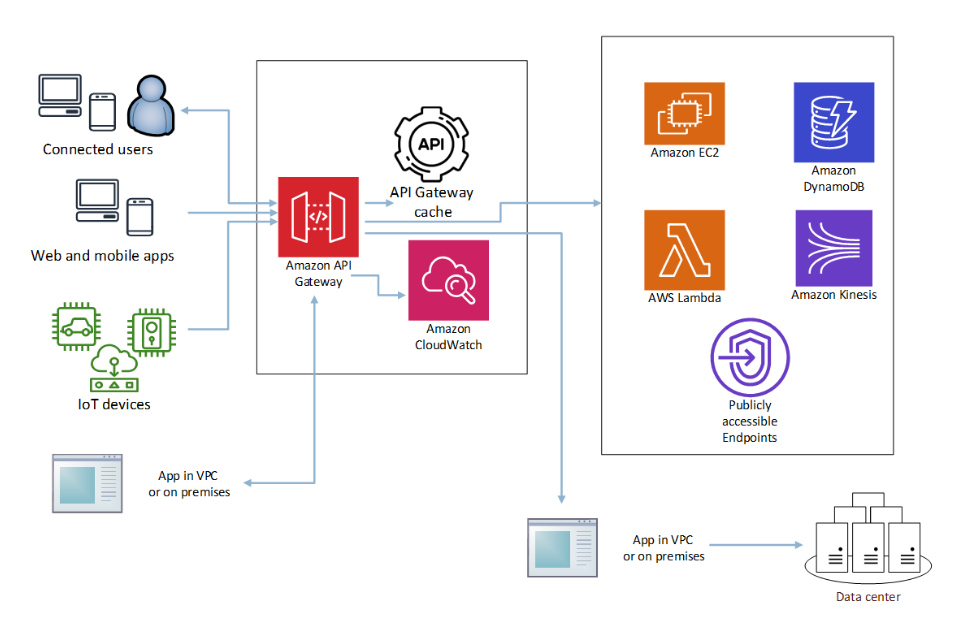 Connected users
Web and mobile apps
IoT devices
App in VPC
or on premises
API
API Gateway
cache
</>
Amazon API
Gateway
Amazon
CloudWatch
Amazon EC2
Amazon
DynamoDB
AWS Lambda
Amazon Kinesis
Publicly
accessible
Endpoints
App in VPC
or on premises
Data center